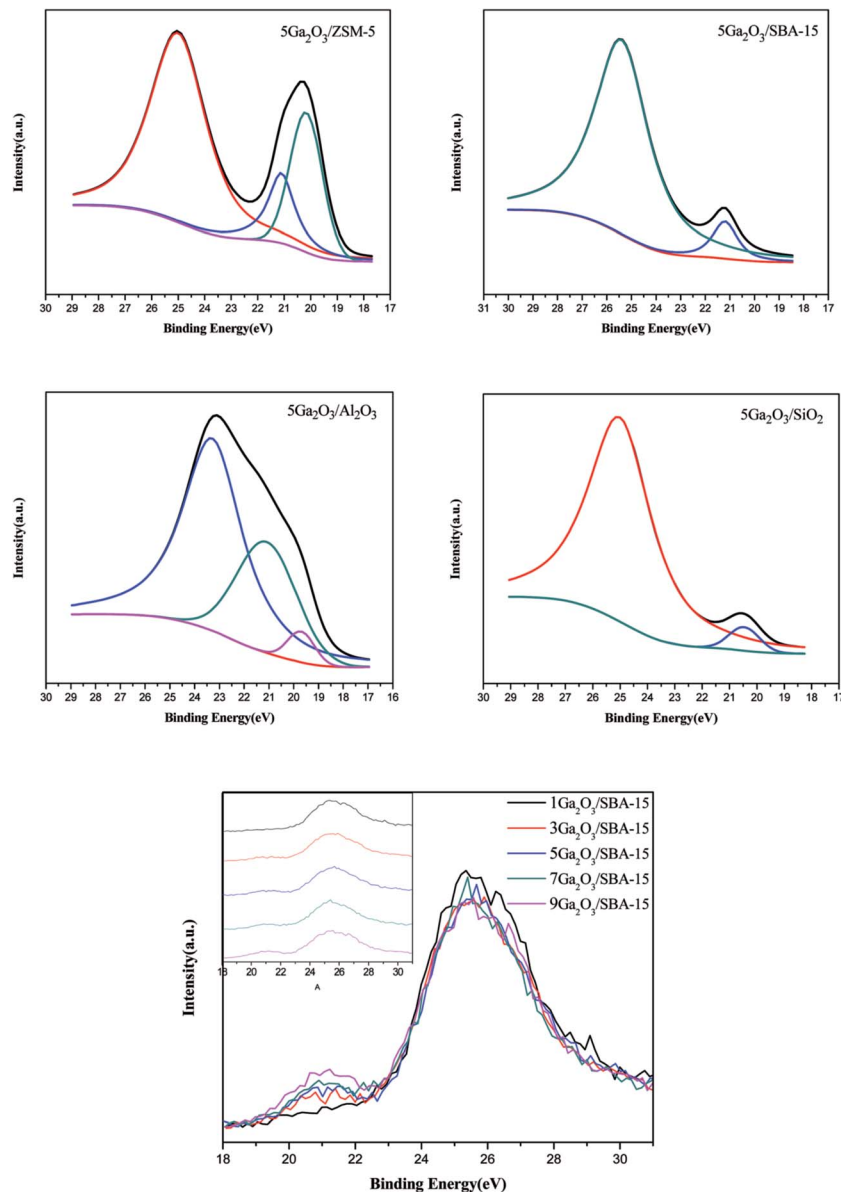 5Ga₂O₃/ZSM-5
Intensity(a.u.)
30 29 28 27 26 25 24 23 22 21 20 19 18 17
Binding Energy(eV)
5Ga₂O₃/SBA-15
Intensity(a.u.)
31 30 29 28 27 26 25 24 23 22 21 20 19 18 17
Binding Energy(eV)
5Ga₂O₃/Al₂O₃
Intensity(a.u.)
30 29 28 27 26 25 24 23 22 21 20 19 18 17 16
Binding Energy(eV)
5Ga₂O₃/SiO₂
Intensity(a.u.)
30 29 28 27 26 25 24 23 22 21 20 19 18 17
Binding Energy(eV)
1Ga₂O₃/SBA-15
3Ga₂O₃/SBA-15
5Ga₂O₃/SBA-15
7Ga₂O₃/SBA-15
9Ga₂O₃/SBA-15
18 20 22 24 26 28 30
A
Intensity(a.u.)
18 20 22 24 26 28 30
Binding Energy(eV)